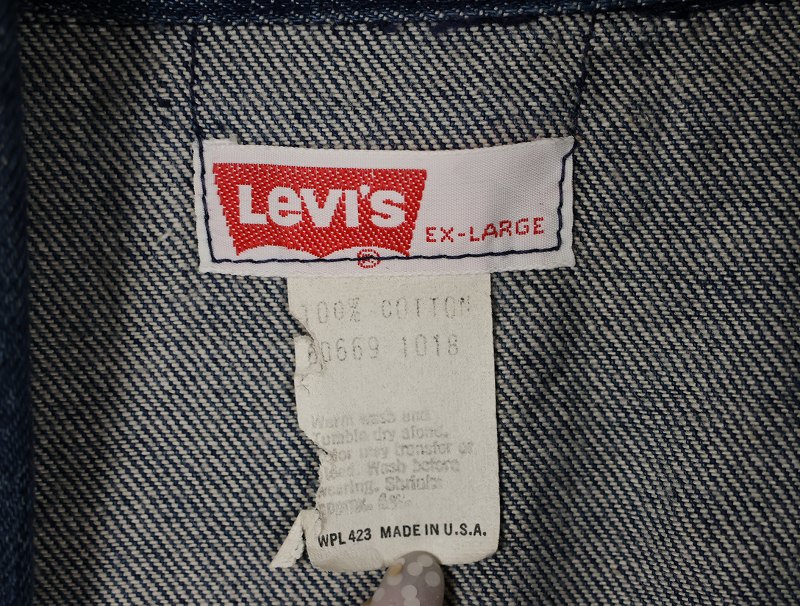 Levi's
EX-LARGE
®
100% COTTON
0669 1018
Warm wash and
Tumble dry alone.
may transfer or
Wash before
wearing. Shrinks
WPL 423 MADE IN U.S.A.